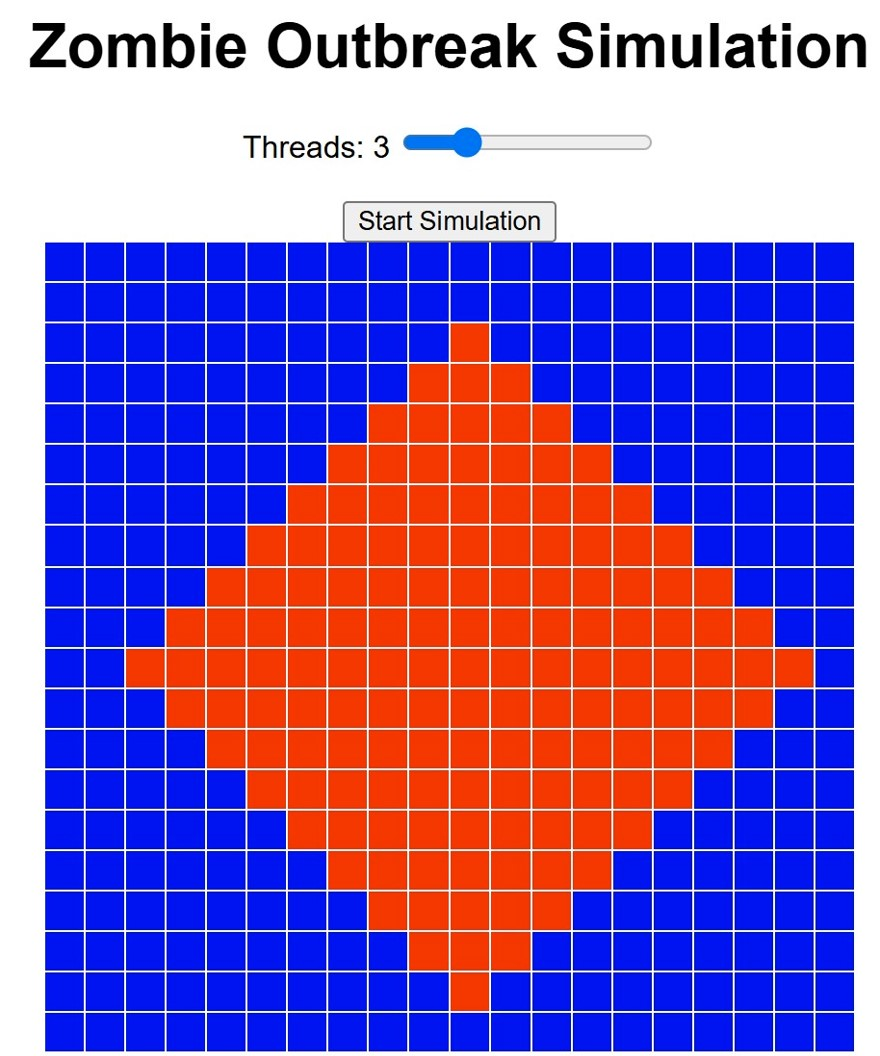 Zombie Outbreak Simulation
Threads: 3
Start Simulation